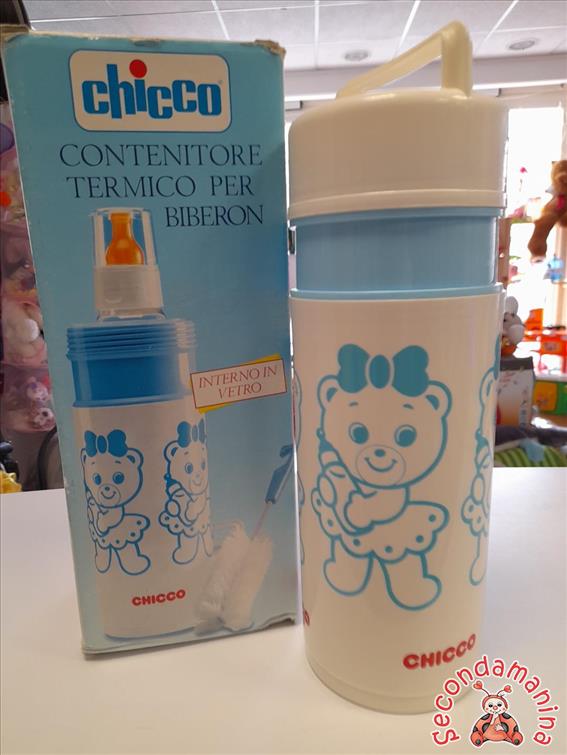 chicco
CONTENITORE
TERMICO PER
BIBERON
INTERNO IN
VETRO
CHICCO
CHICCO
secondamanina